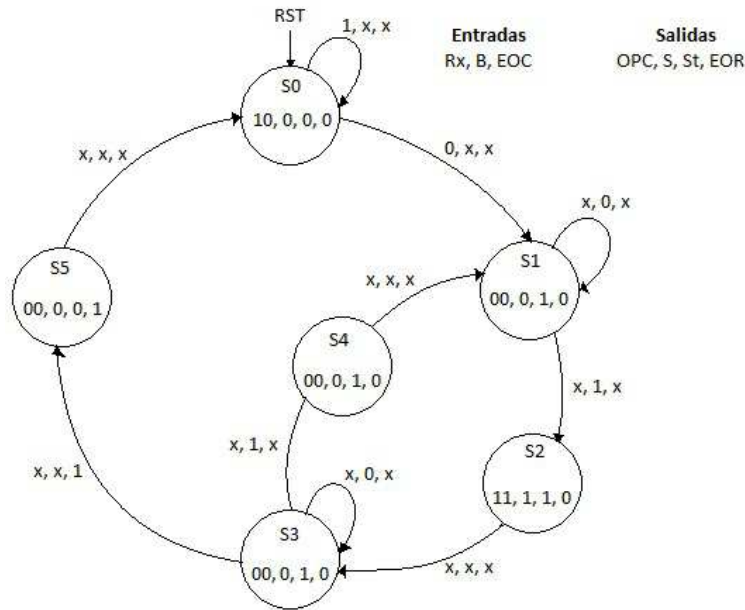 RST
1, x, x
Entradas
Rx, B, EOC
Salidas
OPC, S, St, EOR
S0
10, 0, 0, 0
x, x, x
0, x, x
x, 0, x
S5
00, 0, 0, 1
S1
00, 0, 1, 0
x, x, x
S4
00, 0, 1, 0
x, 1, x
x, 1, x
x, x, 1
x, 0, x
S2
11, 1, 1, 0
S3
00, 0, 1, 0
x, x, x